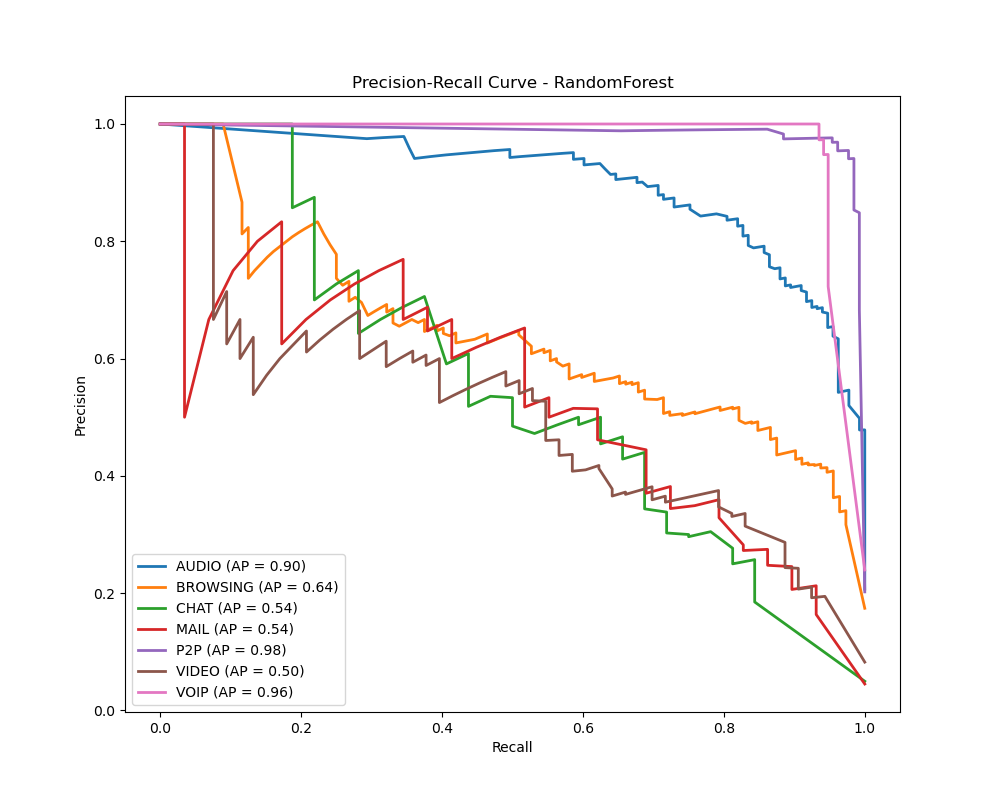 Precision-Recall Curve - RandomForest
1.0
0.8
0.6
0.4
0.2
0.0
Precision
AUDIO (AP = 0.90)
BROWSING (AP = 0.64)
CHAT (AP = 0.54)
MAIL (AP = 0.54)
P2P (AP = 0.98)
VIDEO (AP = 0.50)
VOIP (AP = 0.96)
0.0 0.2 0.4 0.6 0.8 1.0
Recall